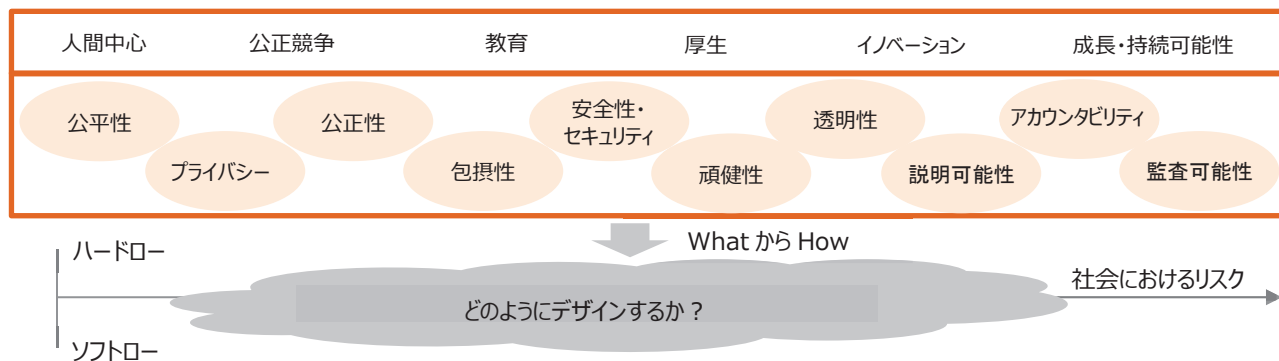 人間中心 公正競争 教育 厚生 イノベーション 成長・持続可能性
公平性 公正性 安全性・セキュリティ 透明性 アカウンタビリティ
プライバシー 包摂性 頑健性 説明可能性 監査可能性
What から How
ハードロー
社会におけるリスク
どのようにデザインするか？
ソフトロー